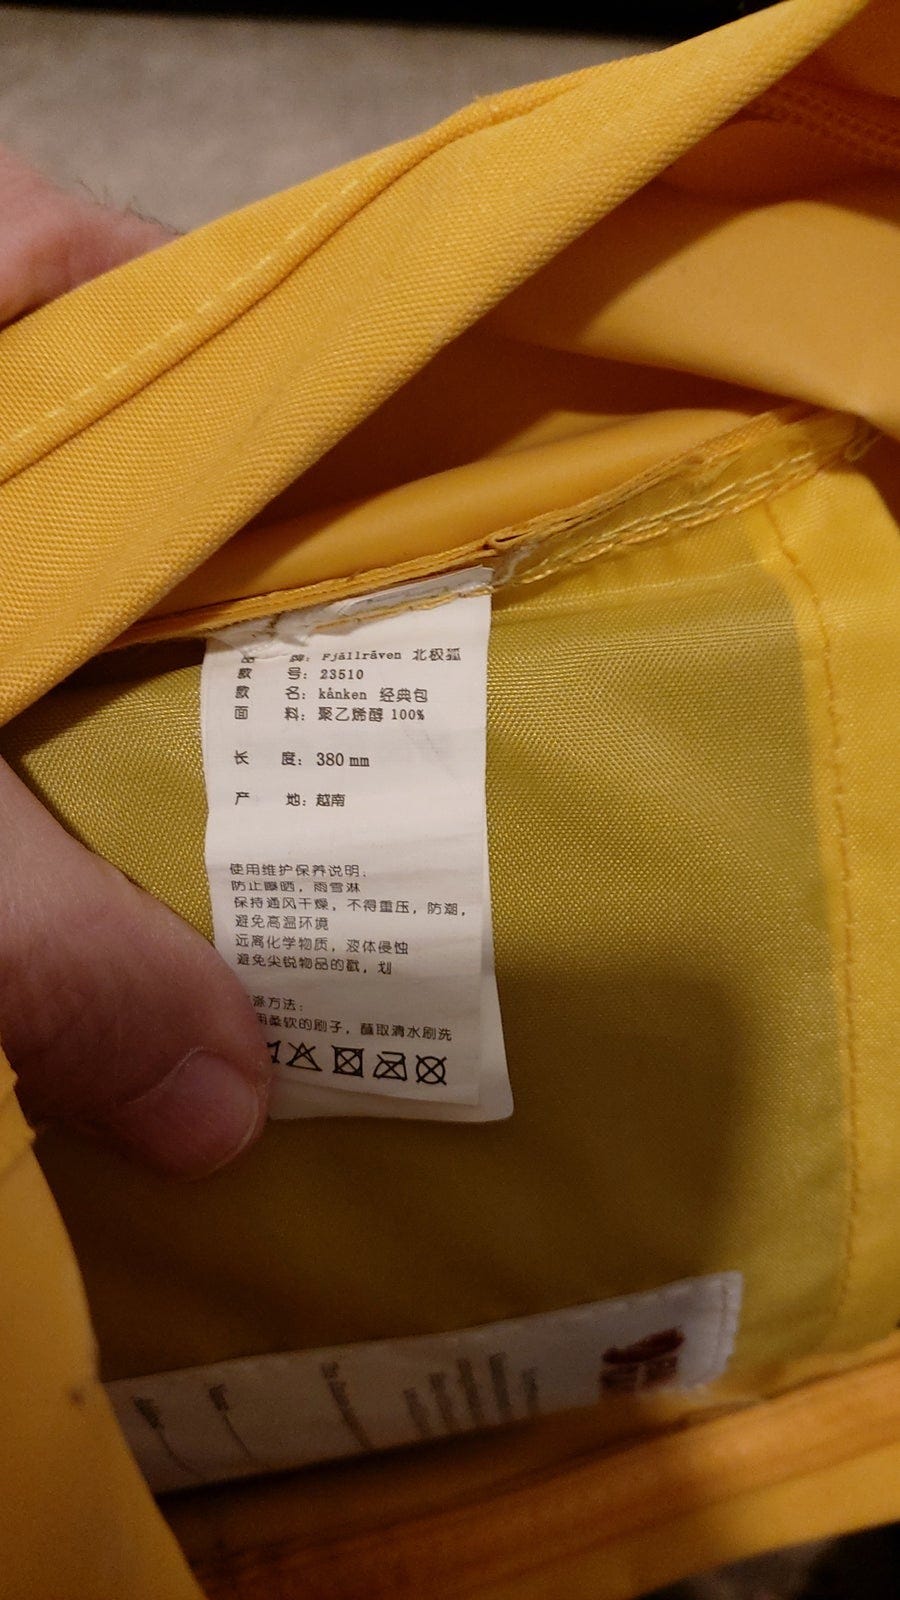 品 牌：Fjällräven 北极狐
款 号：23510
款 名：kånken 经典包
面 料：聚乙烯醇 100%
长 度：380 mm
产 地：越南
使用维护保养说明．
防止曝晒，雨雪淋
保持通风干燥，不得重压，防潮，
避免高温环境
远离化学物质，液体侵蚀
避免尖锐物品的戳，划
涤方法：
用柔软的刷子，蘸取清水刷洗